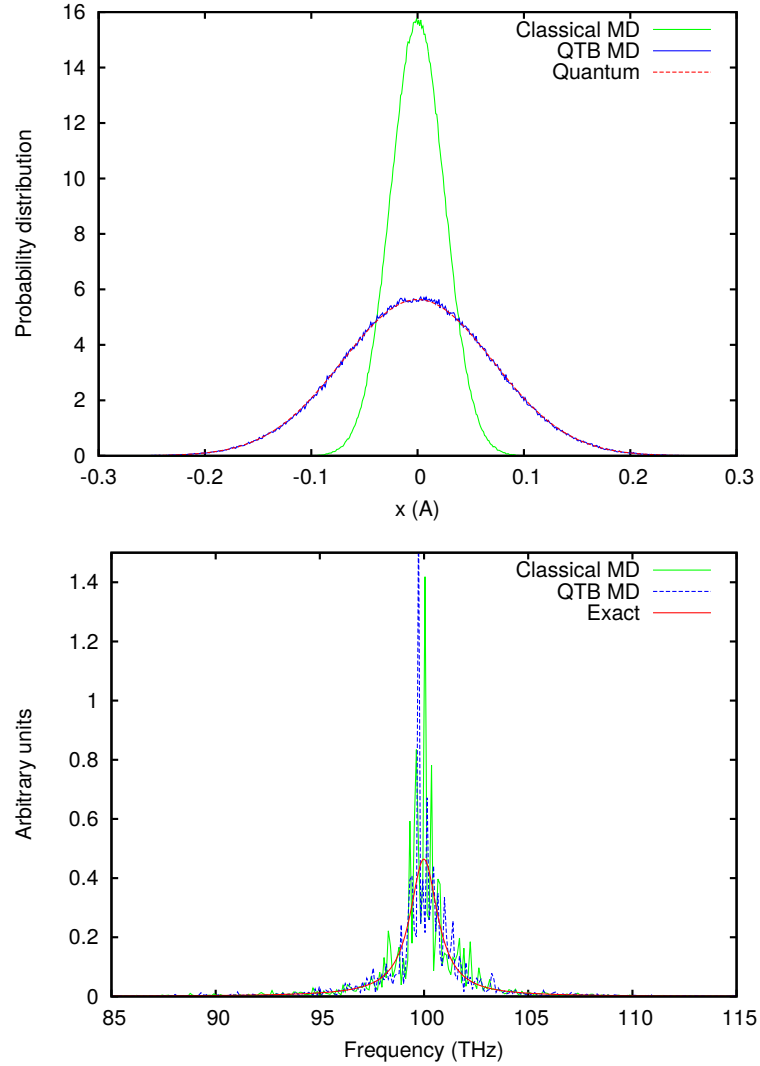 16
14
12
10
8
6
4
2
0
Probability distribution
Classical MD
QTB MD
Quantum
-0.3 -0.2 -0.1 0 0.1 0.2 0.3
x (A)
1.4
1.2
1
0.8
0.6
0.4
0.2
0
Arbitrary units
Classical MD
QTB MD
Exact
85 90 95 100 105 110 115
Frequency (THz)